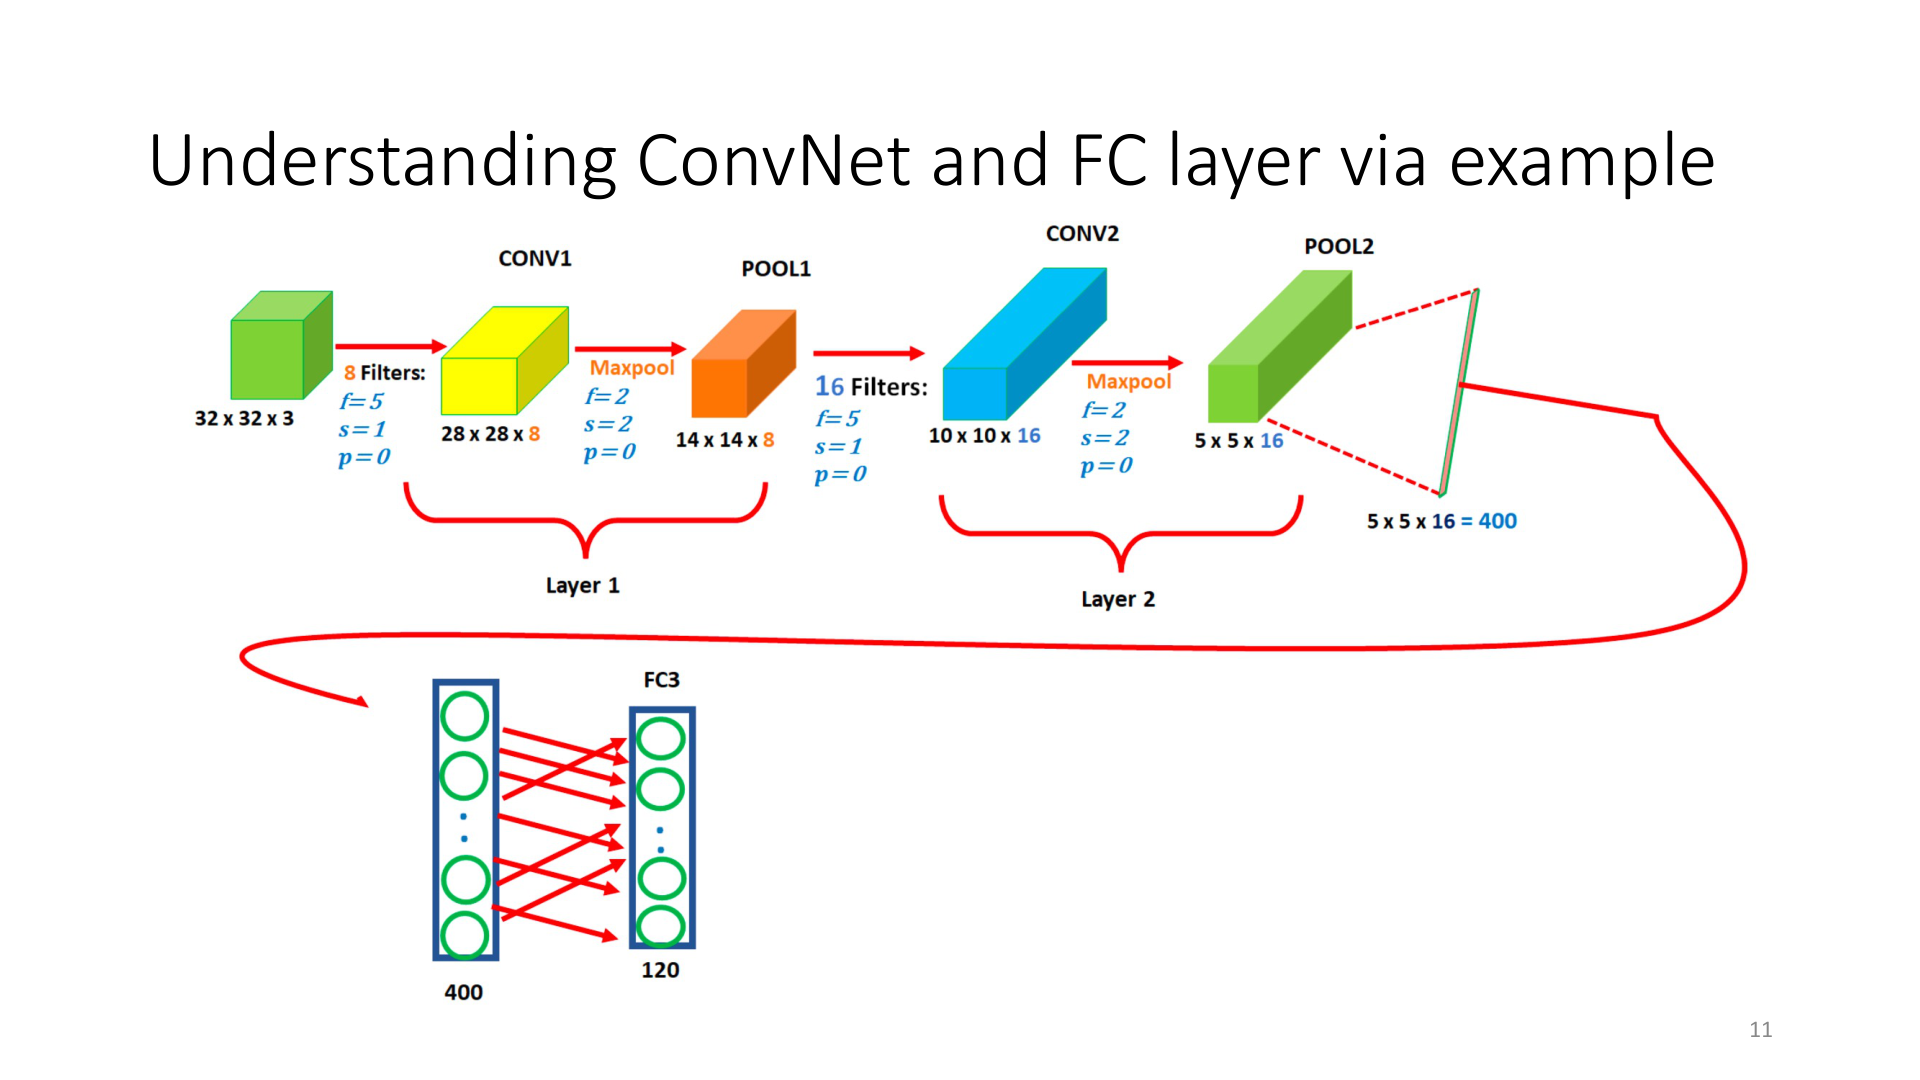 Understanding ConvNet and FC layer via example
CONV1
POOL1
CONV2
POOL2
32 x 32 x 3
8 Filters:
f=5
s=1
p=0
28 x 28 x 8
Maxpool
f=2
s=2
p=0
14 x 14 x 8
16 Filters:
f=5
s=1
p=0
10 x 10 x 16
Maxpool
f=2
s=2
p=0
5 x 5 x 16
5 x 5 x 16 = 400
Layer 1
Layer 2
FC3
400
120
11